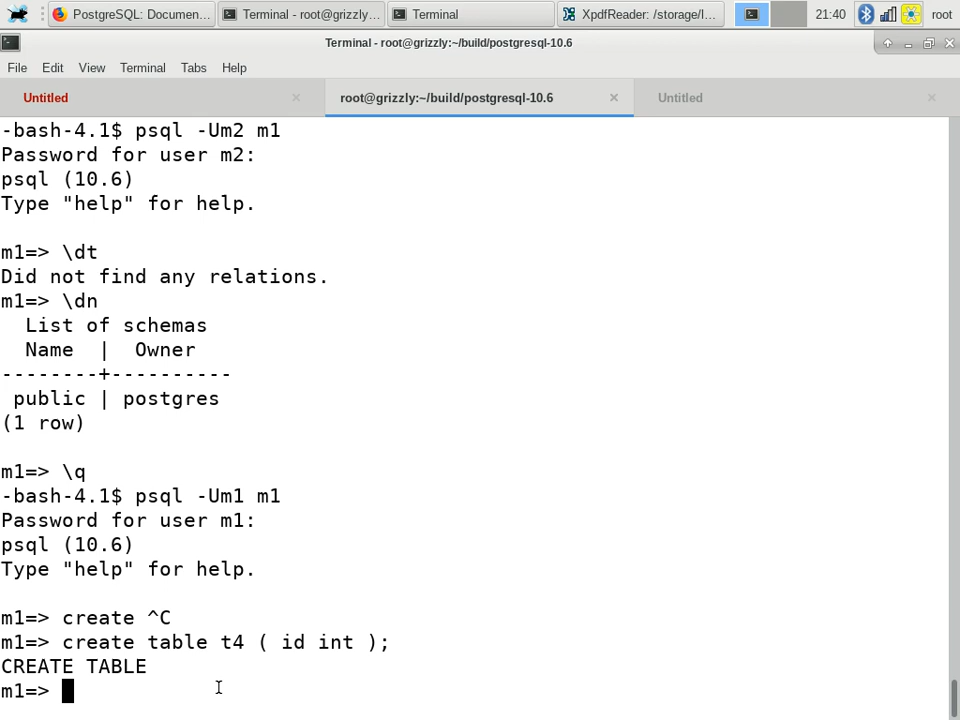 PostgreSQL: Documen...
Terminal - root@grizzly...
Terminal
XpdfReader: /storage/l...
21:40
root
Terminal - root@grizzly:~/build/postgresql-10.6
File Edit View Terminal Tabs Help
Untitled
root@grizzly:~/build/postgresql-10.6
Untitled
-bash-4.1$ psql -Um2 m1
Password for user m2:
psql (10.6)
Type "help" for help.
m1=> \dt
Did not find any relations.
m1=> \dn
  List of schemas
  Name  |  Owner
--------+----------
 public | postgres
(1 row)
m1=> \q
-bash-4.1$ psql -Um1 m1
Password for user m1:
psql (10.6)
Type "help" for help.
m1=> create ^C
m1=> create table t4 ( id int );
CREATE TABLE
m1=>